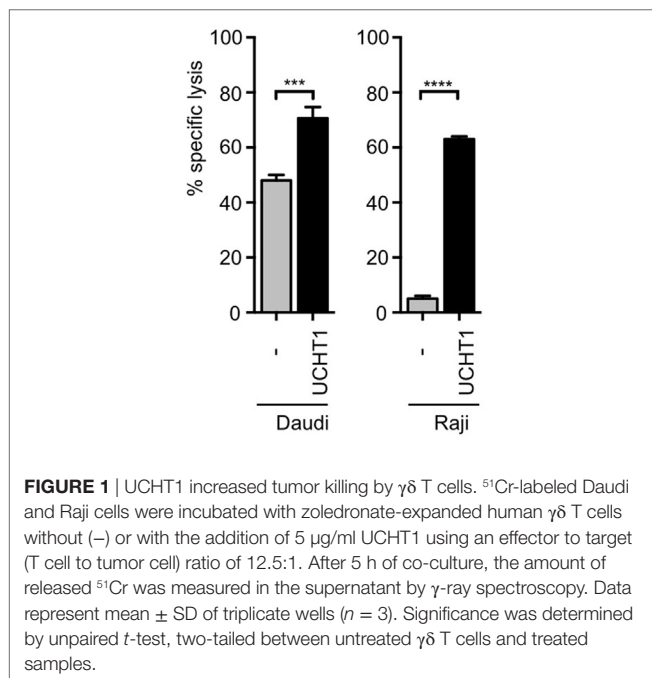 100
80
60
40
20
0
% specific lysis
***
-
UCHT1
Daudi
100
80
60
40
20
0
****
-
UCHT1
Raji
FIGURE 1 | UCHT1 increased tumor killing by γδ T cells. ⁵¹Cr-labeled Daudi
and Raji cells were incubated with zoledronate-expanded human γδ T cells
without (−) or with the addition of 5 µg/ml UCHT1 using an effector to target
(T cell to tumor cell) ratio of 12.5:1. After 5 h of co-culture, the amount of
released ⁵¹Cr was measured in the supernatant by γ-ray spectroscopy. Data
represent mean ± SD of triplicate wells (n = 3). Significance was determined
by unpaired t-test, two-tailed between untreated γδ T cells and treated
samples.